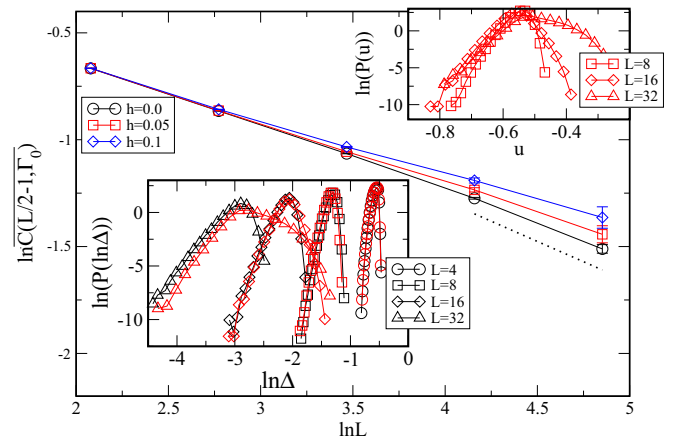 -0.5
-1
-1.5
-2
2
2.5
3
3.5
4
4.5
5
lnL
lnC(L/2-1,Γ₀)
h=0.0
h=0.05
h=0.1
5
0
-5
-10
-0.8
-0.6
-0.4
u
ln(P(u))
L=8
L=16
L=32
0
-5
-10
-4
-3
-2
-1
0
lnΔ
ln(P(lnΔ))
L=4
L=8
L=16
L=32